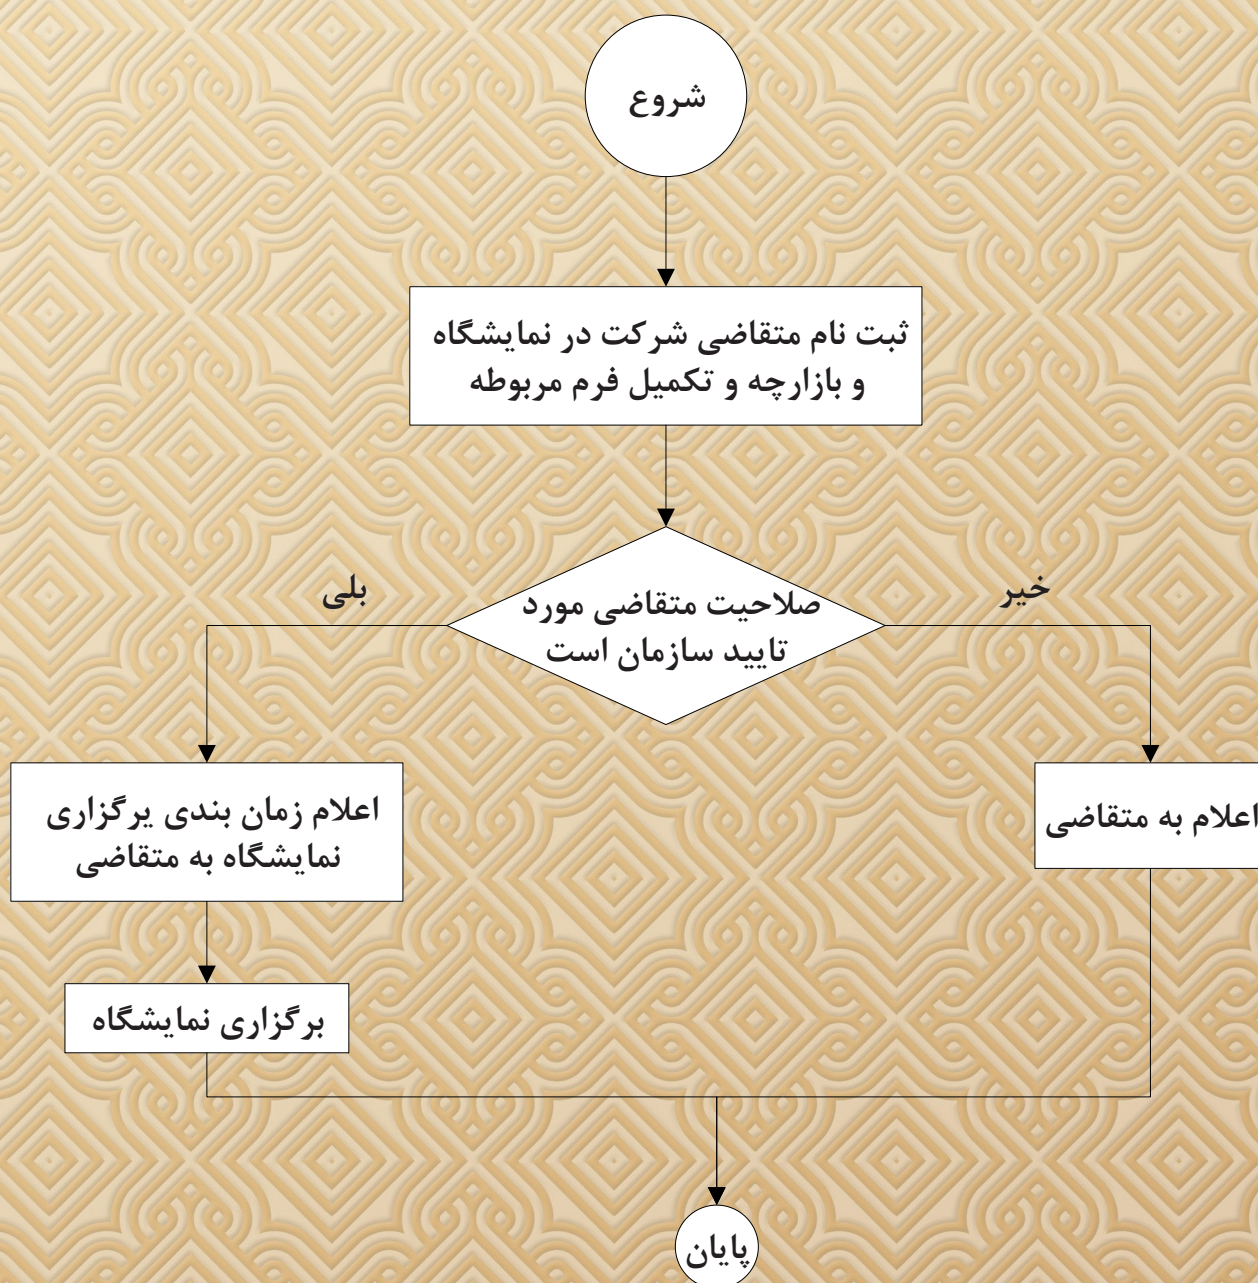 شروع
ثبت نام متقاضی شرکت در نمایشگاه
و بازارچه و تکمیل فرم مربوطه
خیر
بلی
صلاحیت متقاضی مورد
تایید سازمان است
اعلام به متقاضی
اعلام زمان بندی یرگزاری
نمایشگاه به متقاضی
برگزاری نمایشگاه
پایان